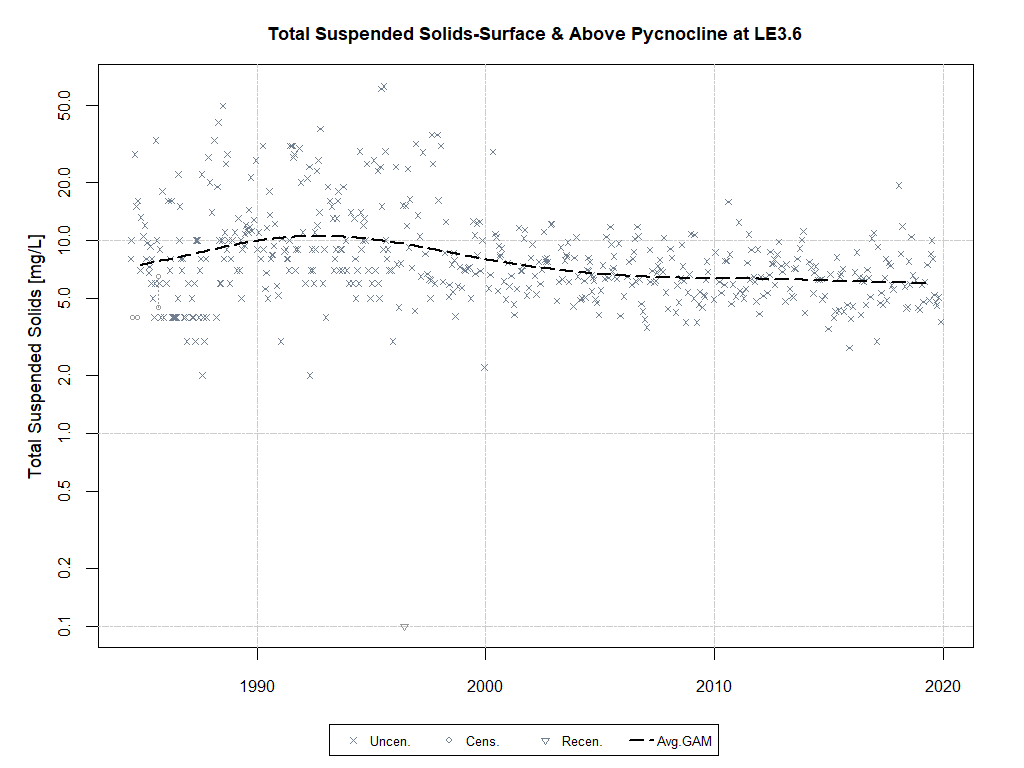 Total Suspended Solids-Surface & Above Pycnocline at LE3.6
Total Suspended Solids [mg/L]
50.0
20.0
10.0
5.0
2.0
1.0
0.5
0.2
0.1
1990 2000 2010 2020
Uncen. Cens. Recen. Avg.GAM